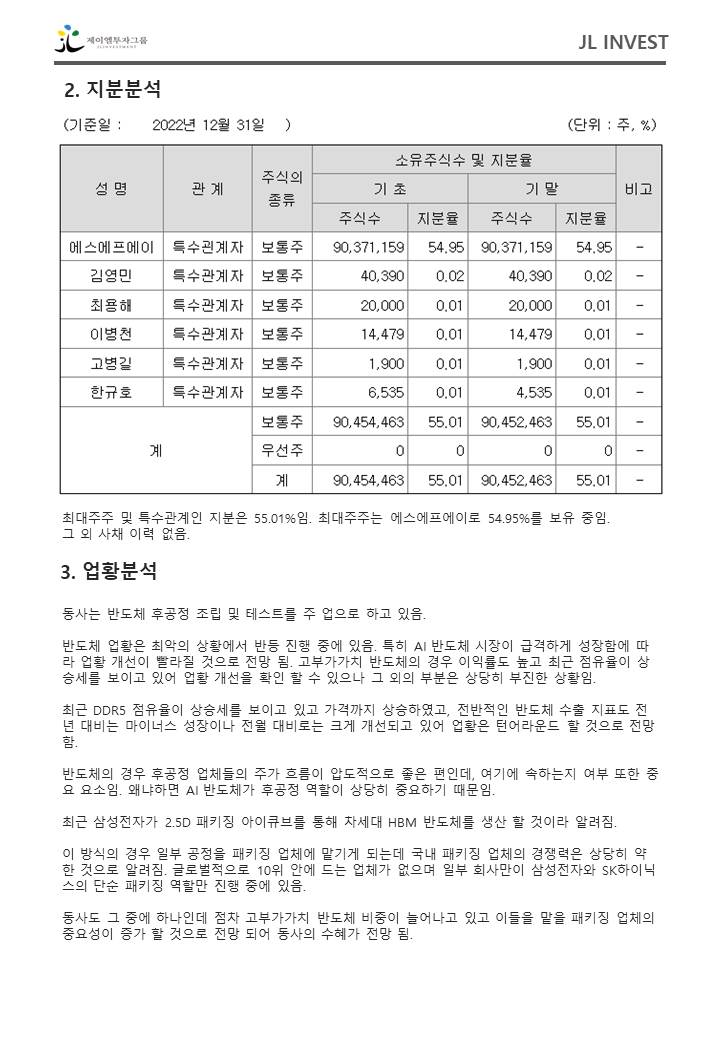 제이엘투자그룹
JLINVESTMENT
JL INVEST
2. 지분분석
(기준일 : 2022년 12월 31일 ) (단위 : 주, %)
성 명 관 계 주식의 종류 소유주식수 및 지분율 비고
기 초 기 말
주식수 지분율 주식수 지분율
에스에프에이 특수관계자 보통주 90,371,159 54.95 90,371,159 54.95 -
김영민 특수관계자 보통주 40,390 0.02 40,390 0.02 -
최용해 특수관계자 보통주 20,000 0.01 20,000 0.01 -
이병천 특수관계자 보통주 14,479 0.01 14,479 0.01 -
고병길 특수관계자 보통주 1,900 0.01 1,900 0.01 -
한규호 특수관계자 보통주 6,535 0.01 4,535 0.01 -
계 보통주 90,454,463 55.01 90,452,463 55.01 -
우선주 0 0 0 0 -
계 90,454,463 55.01 90,452,463 55.01 -
최대주주 및 특수관계인 지분은 55.01%임. 최대주주는 에스에프에이로 54.95%를 보유 중임.
그 외 사채 이력 없음.
3. 업황분석
동사는 반도체 후공정 조립 및 테스트를 주 업으로 하고 있음.
반도체 업황은 최악의 상황에서 반등 진행 중에 있음. 특히 AI 반도체 시장이 급격하게 성장함에 따
라 업황 개선이 빨라질 것으로 전망 됨. 고부가가치 반도체의 경우 이익률도 높고 최근 점유율이 상
승세를 보이고 있어 업황 개선을 확인 할 수 있으나 그 외의 부분은 상당히 부진한 상황임.
최근 DDR5 점유율이 상승세를 보이고 있고 가격까지 상승하였고, 전반적인 반도체 수출 지표도 전
년 대비는 마이너스 성장이나 전월 대비로는 크게 개선되고 있어 업황은 턴어라운드 할 것으로 전망
함.
반도체의 경우 후공정 업체들의 주가 흐름이 압도적으로 좋은 편인데, 여기에 속하는지 여부 또한 중
요 요소임. 왜냐하면 AI 반도체가 후공정 역할이 상당히 중요하기 때문임.
최근 삼성전자가 2.5D 패키징 아이큐브를 통해 차세대 HBM 반도체를 생산 할 것이라 알려짐.
이 방식의 경우 일부 공정을 패키징 업체에 맡기게 되는데 국내 패키징 업체의 경쟁력은 상당히 약
한 것으로 알려짐. 글로벌적으로 10위 안에 드는 업체가 없으며 일부 회사만이 삼성전자와 SK하이닉
스의 단순 패키징 역할만 진행 중에 있음.
동사도 그 중에 하나인데 점차 고부가가치 반도체 비중이 늘어나고 있고 이들을 맡을 패키징 업체의
중요성이 증가 할 것으로 전망 되어 동사의 수혜가 전망 됨.